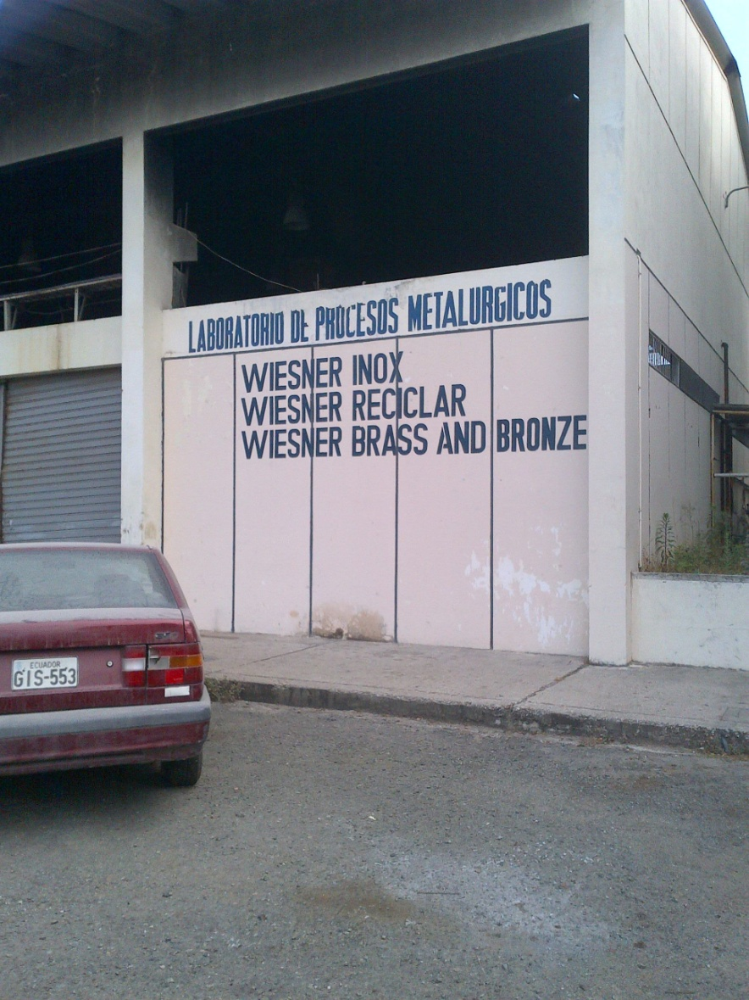 LABORATORIO DE PROCESOS METALURGICOS
WIESNER INOX
WIESNER RECICLAR
WIESNER BRASS AND BRONZE
ECUADOR
GIS-553